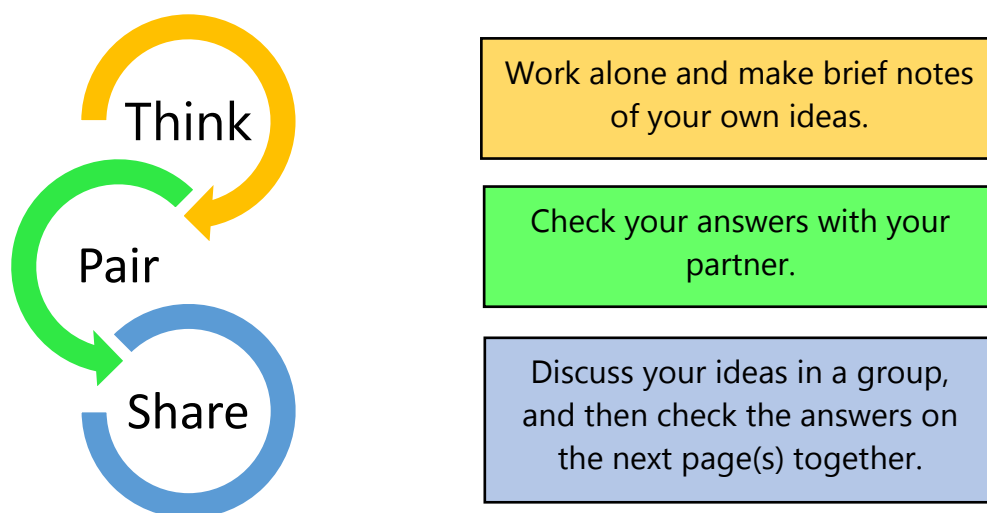 Think
Work alone and make brief notes
of your own ideas.
Pair
Check your answers with your
partner.
Share
Discuss your ideas in a group,
and then check the answers on
the next page(s) together.